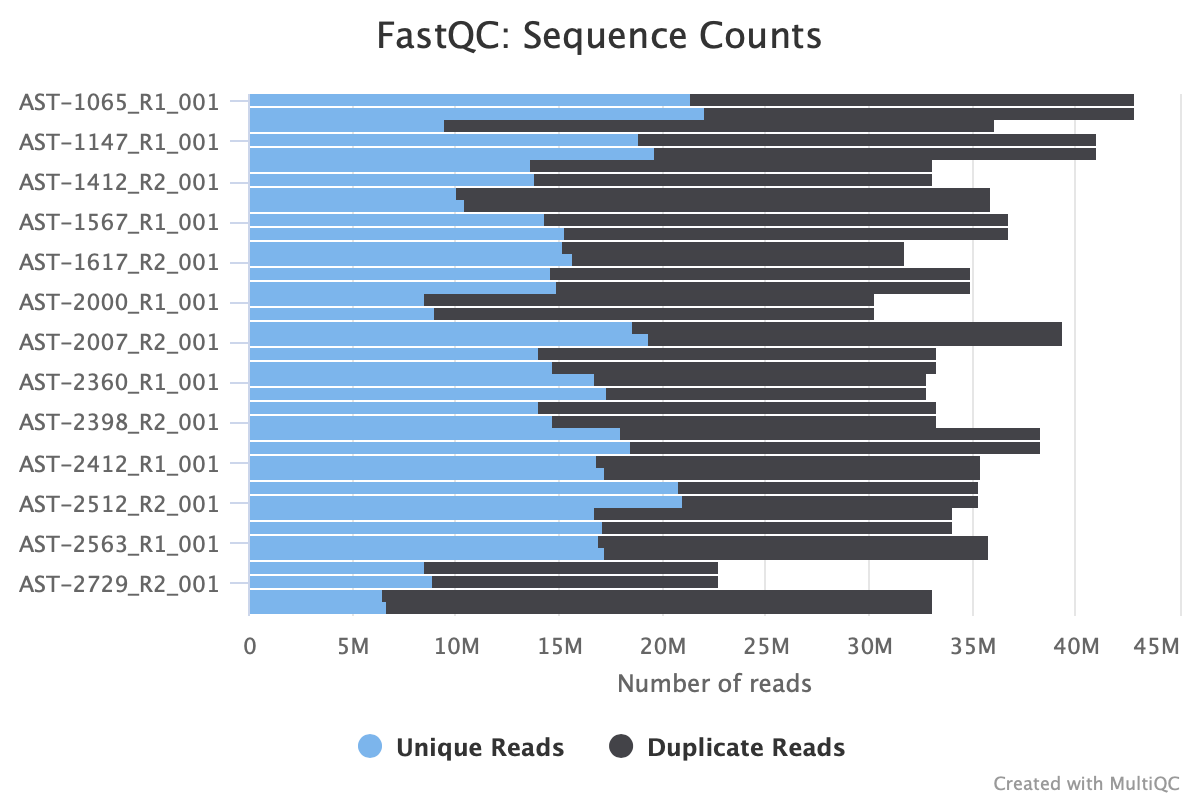 FastQC: Sequence Counts
AST-1065_R1_001
AST-1147_R1_001
AST-1412_R2_001
AST-1567_R1_001
AST-1617_R2_001
AST-2000_R1_001
AST-2007_R2_001
AST-2360_R1_001
AST-2398_R2_001
AST-2412_R1_001
AST-2512_R2_001
AST-2563_R1_001
AST-2729_R2_001
0 5M 10M 15M 20M 25M 30M 35M 40M 45M
Number of reads
Unique Reads Duplicate Reads
Created with MultiQC